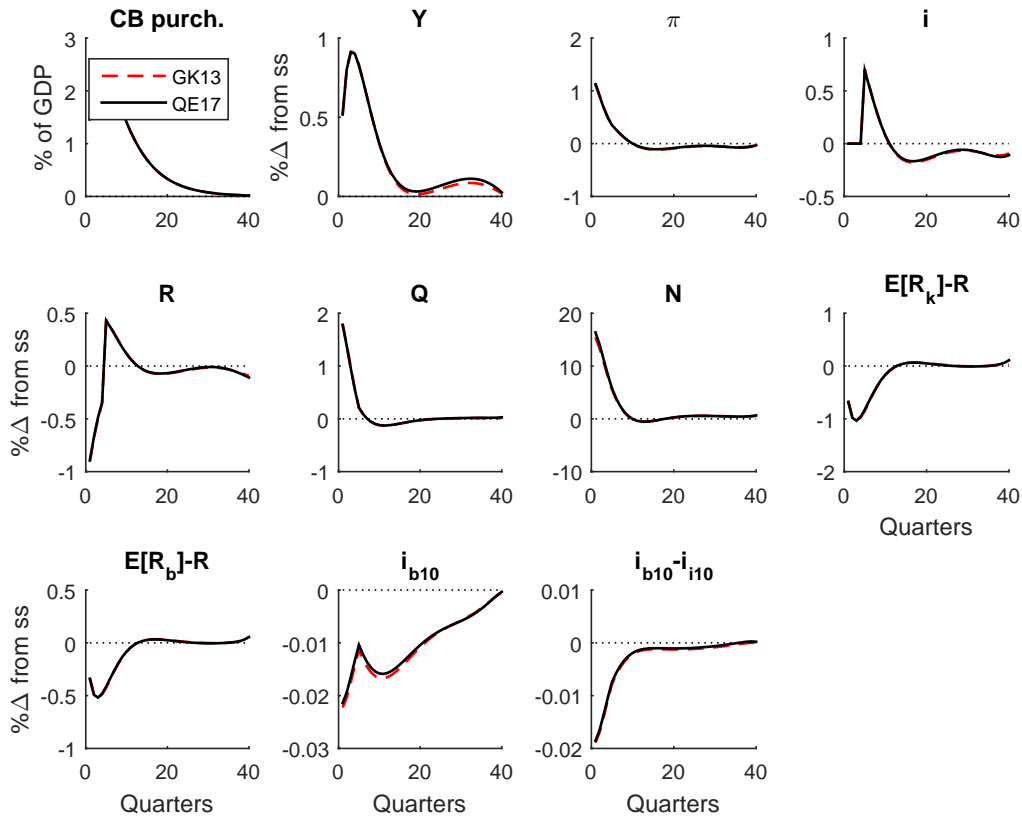 CB purch.
Y
π
i
% of GDP
3
2
1
0
GK13
QE17
0 20 40
%Δ from ss
1
0.5
0
0 20 40
2
1
0
-1
0 20 40
1
0.5
0
-0.5
0 20 40
R
Q
N
E[R_k]-R
%Δ from ss
0.5
0
-0.5
-1
0 20 40
2
1
0
-1
0 20 40
20
10
0
-10
0 20 40
1
0
-1
-2
0 20 40
Quarters
E[R_b]-R
i_b10
i_b10-i_i10
%Δ from ss
0.5
0
-0.5
-1
0 20 40
Quarters
0
-0.01
-0.02
-0.03
0 20 40
Quarters
0.01
0
-0.01
-0.02
0 20 40
Quarters